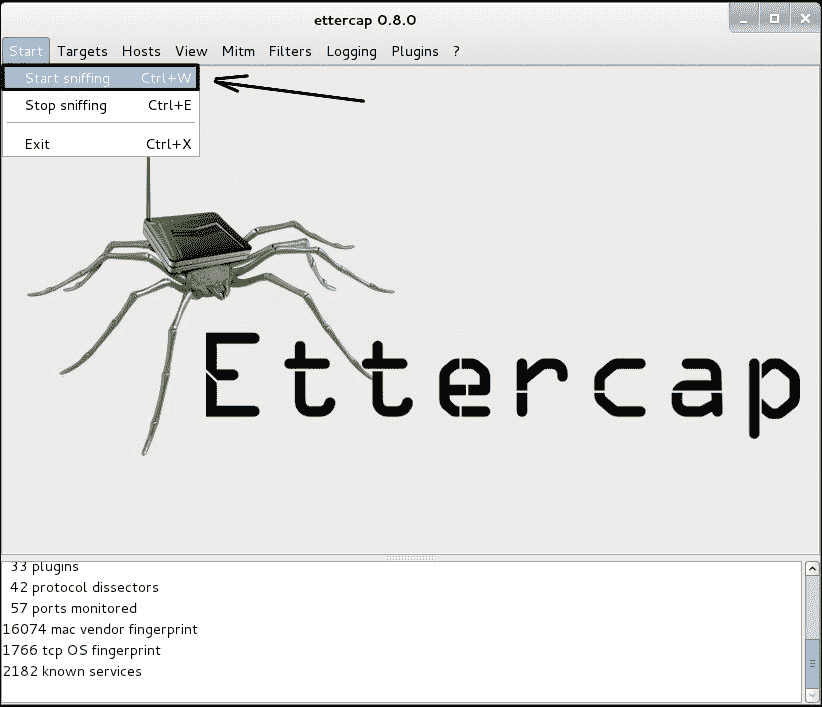 ettercap 0.8.0
Start Targets Hosts View Mitm Filters Logging Plugins ?
Start sniffing Ctrl+W
Stop sniffing Ctrl+E
Exit Ctrl+X
Ettercap
33 plugins
42 protocol dissectors
57 ports monitored
16074 mac vendor fingerprint
1766 tcp OS fingerprint
2182 known services